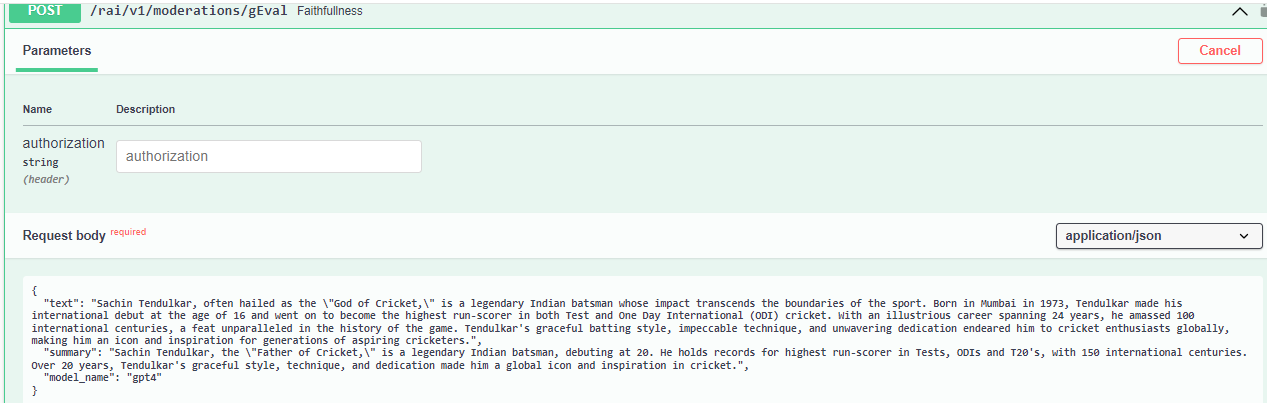 POST /rai/v1/moderations/gEval Faithfullness
Parameters
Cancel
Name Description
authorization
string
(header)
authorization
Request body required
application/json
{
"text": "Sachin Tendulkar, often hailed as the \"God of Cricket,\" is a legendary Indian batsman whose impact transcends the boundaries of the sport. Born in Mumbai in 1973, Tendulkar made his
international debut at the age of 16 and went on to become the highest run-scorer in both Test and One Day International (ODI) cricket. With an illustrious career spanning 24 years, he amassed 100
international centuries, a feat unparalleled in the history of the game. Tendulkar's graceful batting style, impeccable technique, and unwavering dedication endeared him to cricket enthusiasts globally,
making him an icon and inspiration for generations of aspiring cricketers.",
"summary": "Sachin Tendulkar, the \"Father of Cricket,\" is a legendary Indian batsman, debuting at 20. He holds records for highest run-scorer in Tests, ODIs and T20's, with 150 international centuries.
Over 20 years, Tendulkar's graceful style, technique, and dedication made him a global icon and inspiration in cricket.",
"model_name": "gpt4"
}